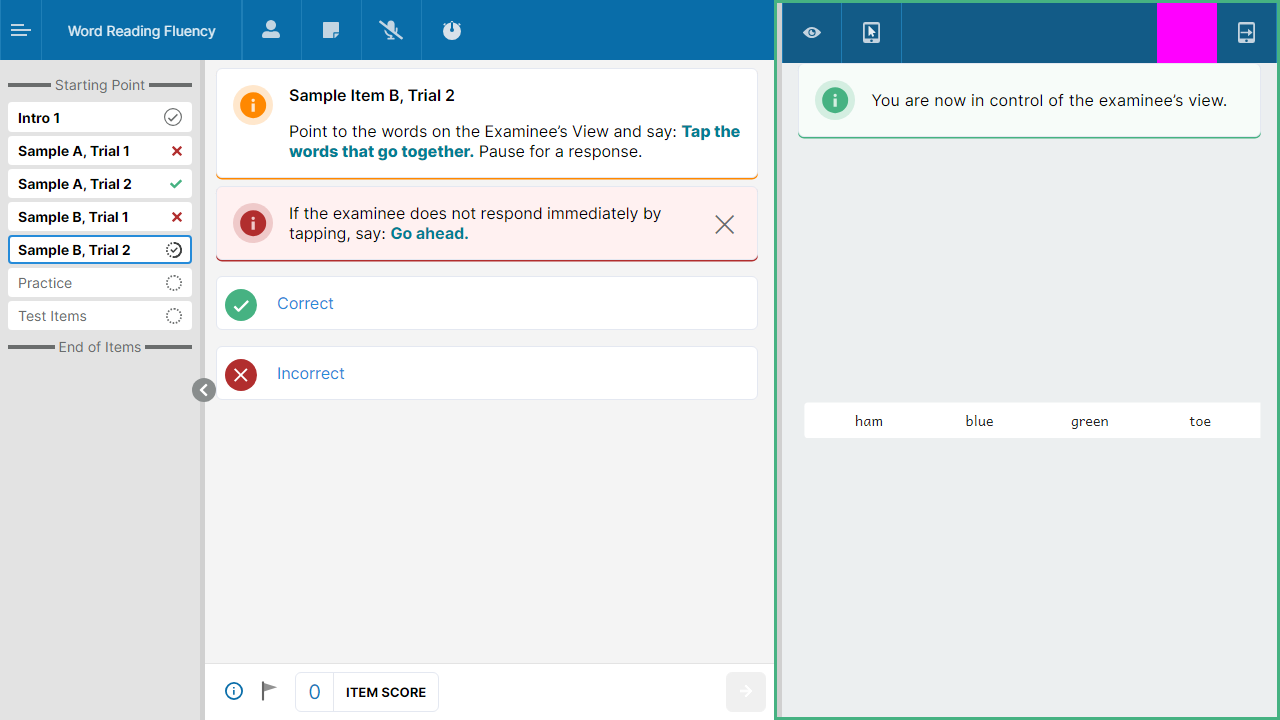 Word Reading Fluency
Starting Point
Intro 1
Sample A, Trial 1
Sample A, Trial 2
Sample B, Trial 1
Sample B, Trial 2
Practice
Test Items
End of Items
Sample Item B, Trial 2
Point to the words on the Examinee’s View and say: Tap the
words that go together. Pause for a response.
If the examinee does not respond immediately by
tapping, say: Go ahead.
Correct
Incorrect
0 ITEM SCORE
You are now in control of the examinee’s view.
ham blue green toe